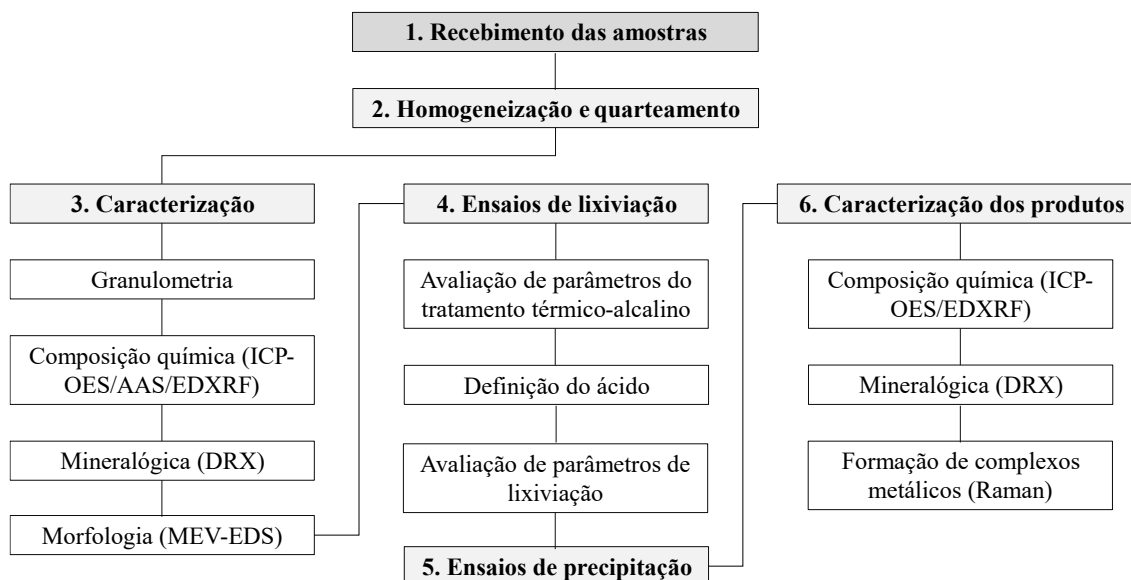 1. Recebimento das amostras
2. Homogeneização e quarteamento
3. Caracterização
Granulometria
Composição química (ICP-
OES/AAS/EDXRF)
Mineralógica (DRX)
Morfologia (MEV-EDS)
4. Ensaios de lixiviação
Avaliação de parâmetros do
tratamento térmico-alcalino
Definição do ácido
Avaliação de parâmetros de
lixiviação
5. Ensaios de precipitação
6. Caracterização dos produtos
Composição química (ICP-
OES/EDXRF)
Mineralógica (DRX)
Formação de complexos
metálicos (Raman)